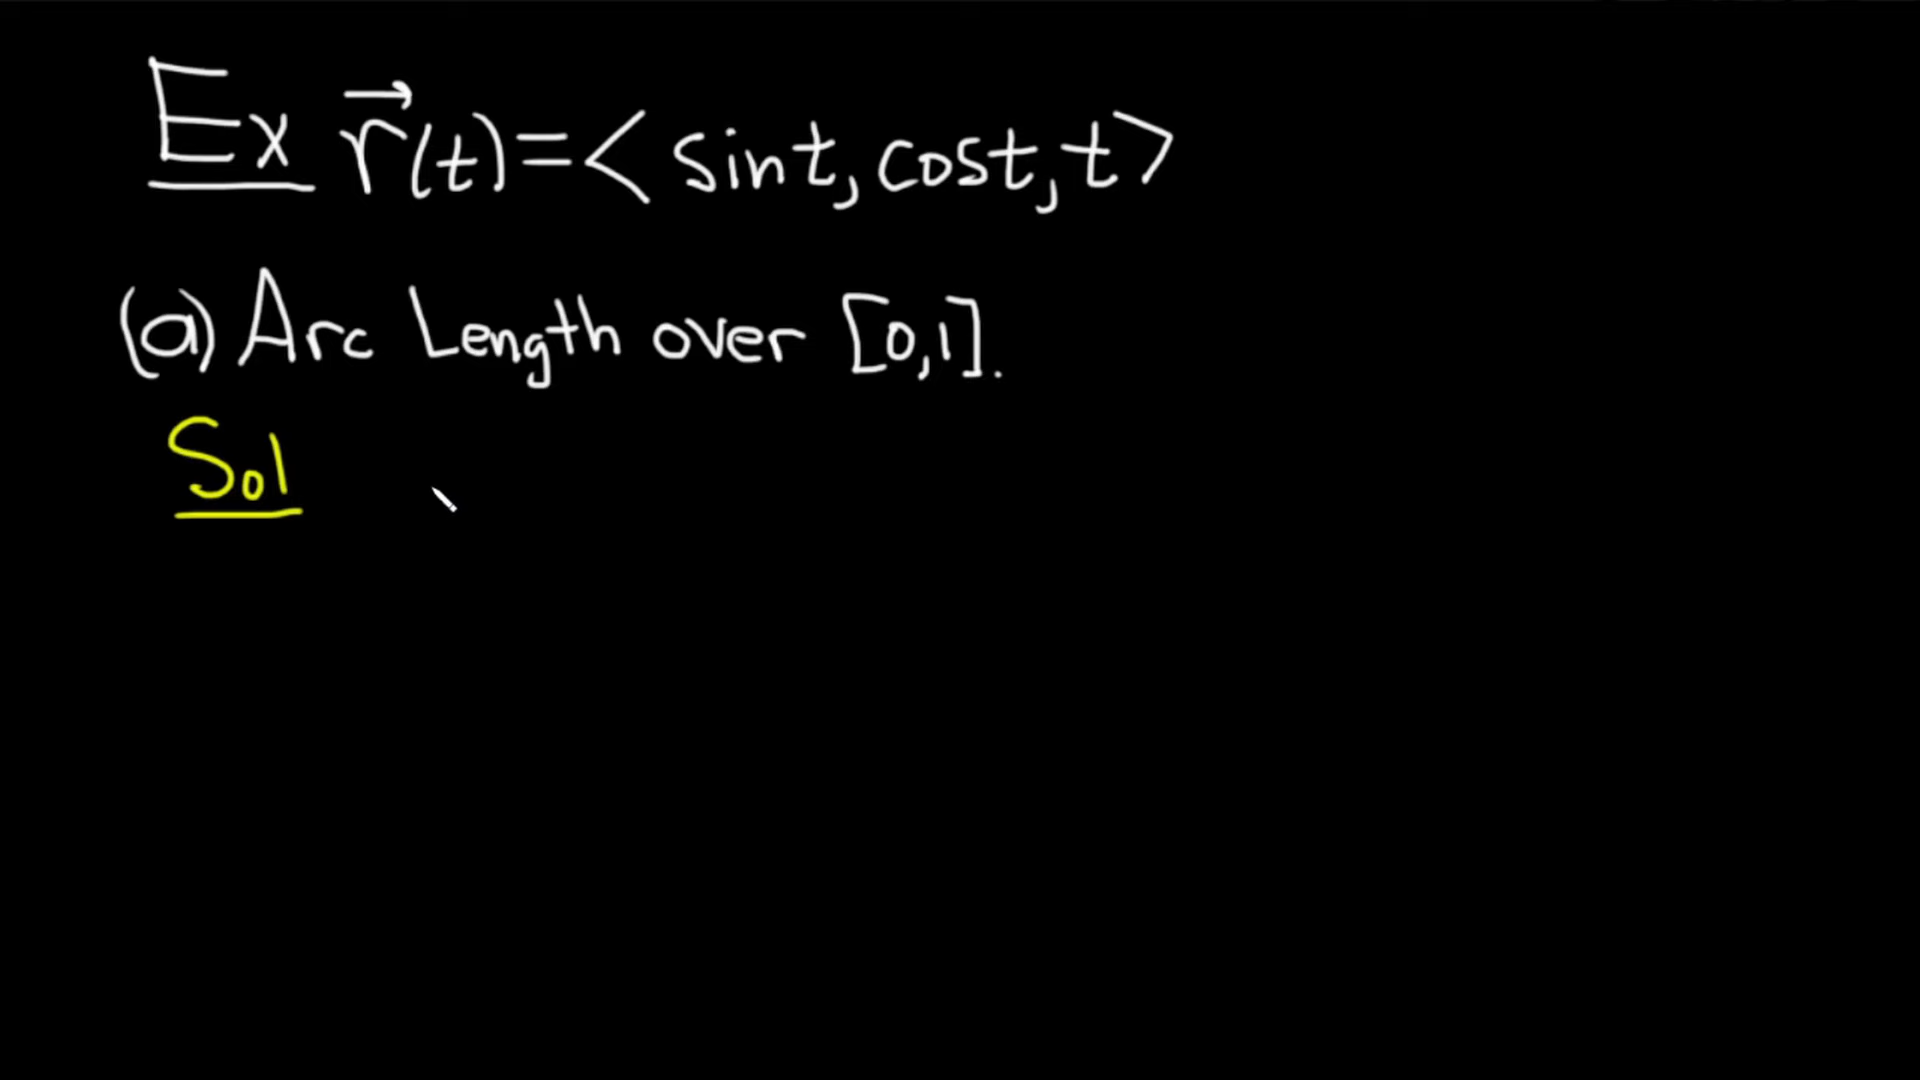 Ex r⃗(t)=<sint,cost,t>
(a) Arc Length over [0,1].
Sol